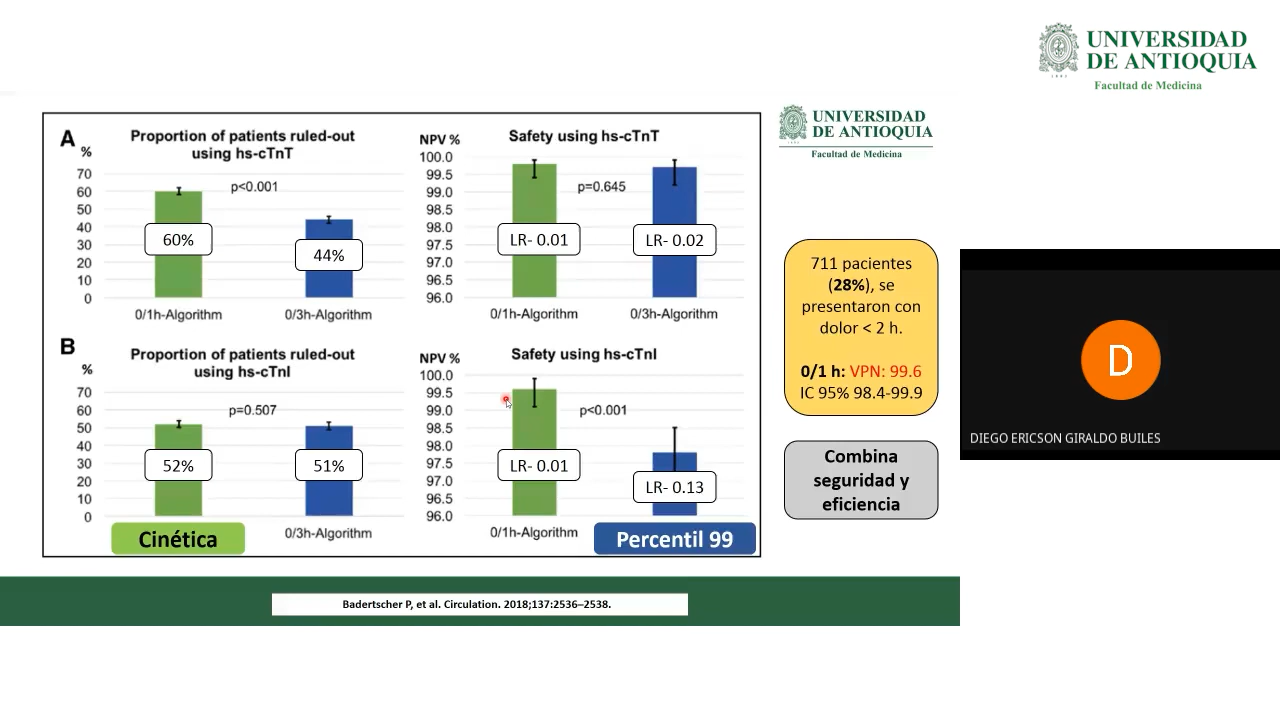 UNIVERSIDAD
DE ANTIOQUIA
Facultad de Medicina
UNIVERSIDAD
DE ANTIOQUIA
Facultad de Medicina
A
Proportion of patients ruled-out
using hs-cTnT
%
70
60
50
40
30
20
10
0
p<0.001
60%
44%
0/1h-Algorithm
0/3h-Algorithm
Safety using hs-cTnT
NPV %
100.0
99.5
99.0
98.5
98.0
97.5
97.0
96.5
96.0
p=0.645
LR- 0.01
LR- 0.02
0/1h-Algorithm
0/3h-Algorithm
B
Proportion of patients ruled-out
using hs-cTnI
%
70
60
50
40
30
20
10
0
p=0.507
52%
51%
Cinética
0/3h-Algorithm
Safety using hs-cTnI
NPV %
100.0
99.5
99.0
98.5
98.0
97.5
97.0
96.5
96.0
p<0.001
LR- 0.01
LR- 0.13
0/1h-Algorithm
Percentil 99
711 pacientes
(28%), se
presentaron con
dolor < 2 h.
0/1 h: VPN: 99.6
IC 95% 98.4-99.9
Combina
seguridad y
eficiencia
Badertscher P, et al. Circulation. 2018;137:2536–2538.
D
DIEGO ERICSON GIRALDO BUILES